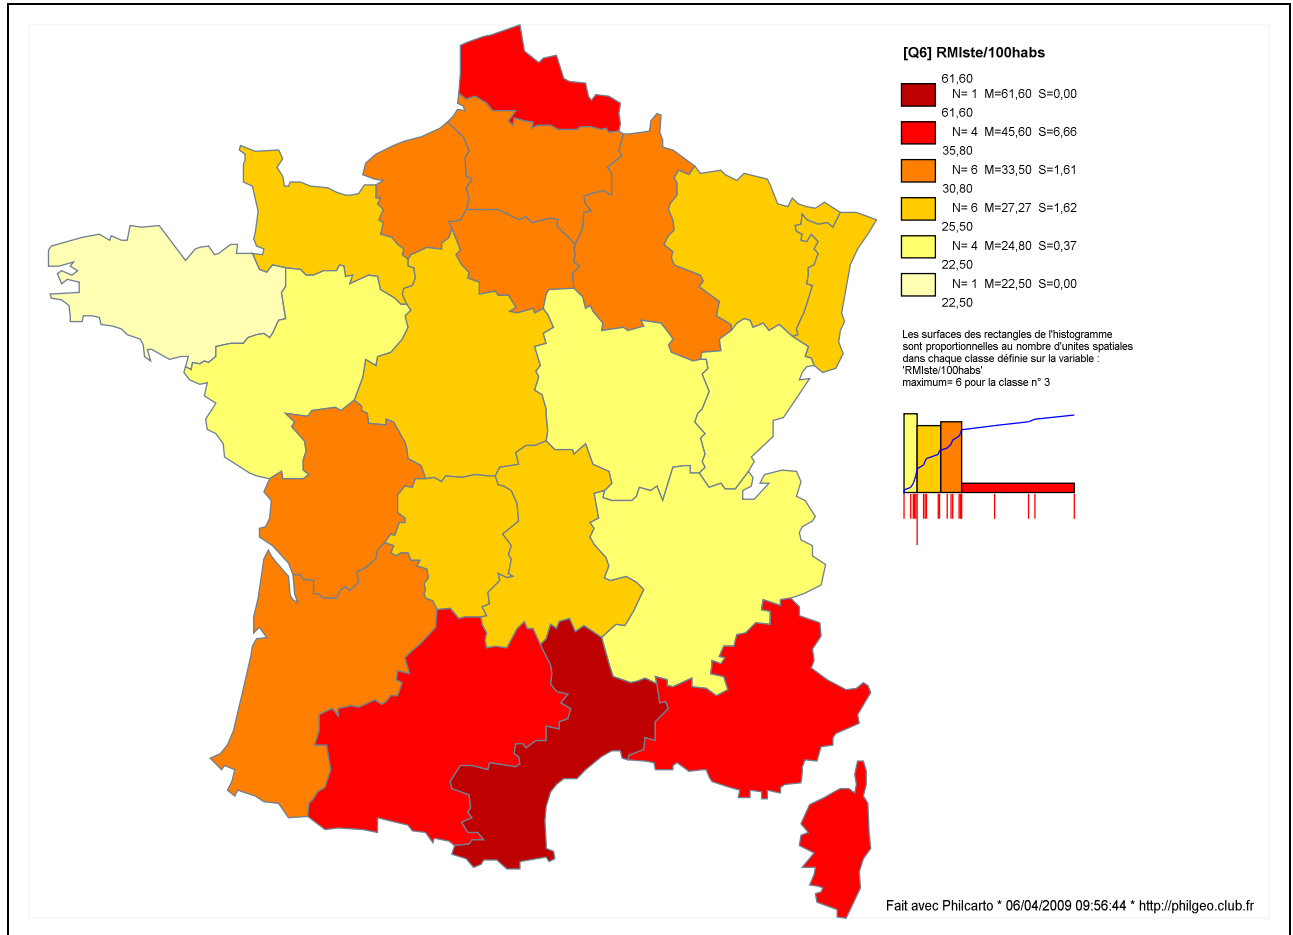 [Q6] RMIste/100habs
61,60
N= 1 M=61,60 S=0,00
61,60
N= 4 M=45,60 S=6,66
35,80
N= 6 M=33,50 S=1,61
30,80
N= 6 M=27,27 S=1,62
25,50
N= 4 M=24,80 S=0,37
22,50
N= 1 M=22,50 S=0,00
22,50
Les surfaces des rectangles de l'histogramme
sont proportionnelles au nombre d'unites spatiales
dans chaque classe définie sur la variable :
'RMIste/100habs'
maximum= 6 pour la classe n° 3
Fait avec Philcarto * 06/04/2009 09:56:44 * http://philgeo.club.fr